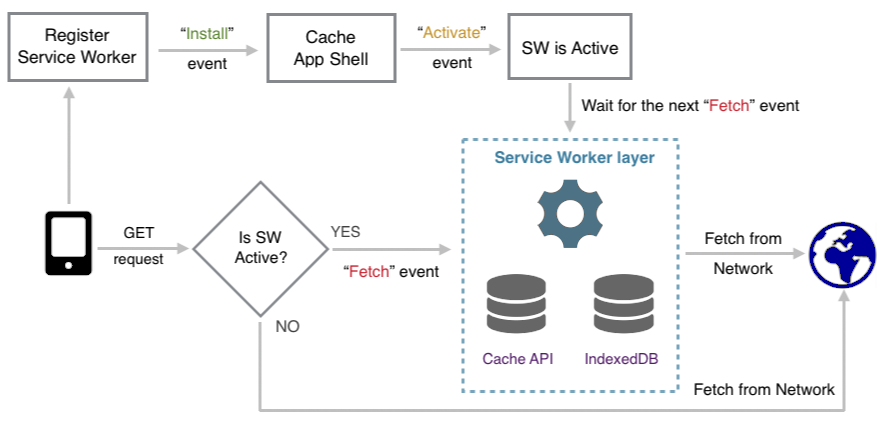 Register
Service Worker
“Install”
event
Cache
App Shell
“Activate”
event
SW is Active
Wait for the next “Fetch” event
Service Worker layer
GET
request
Is SW
Active?
YES
“Fetch” event
NO
Cache API
IndexedDB
Fetch from
Network
Fetch from Network